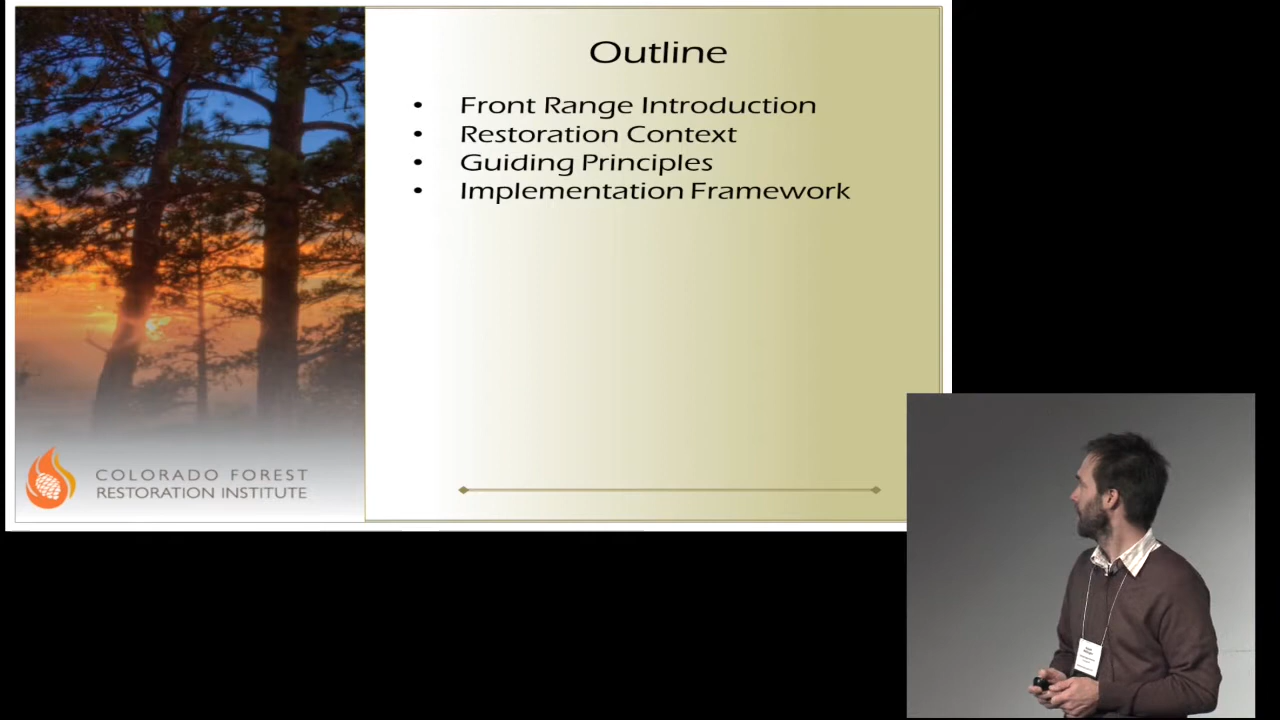 Outline
• Front Range Introduction
• Restoration Context
• Guiding Principles
• Implementation Framework
COLORADO FOREST
RESTORATION INSTITUTE